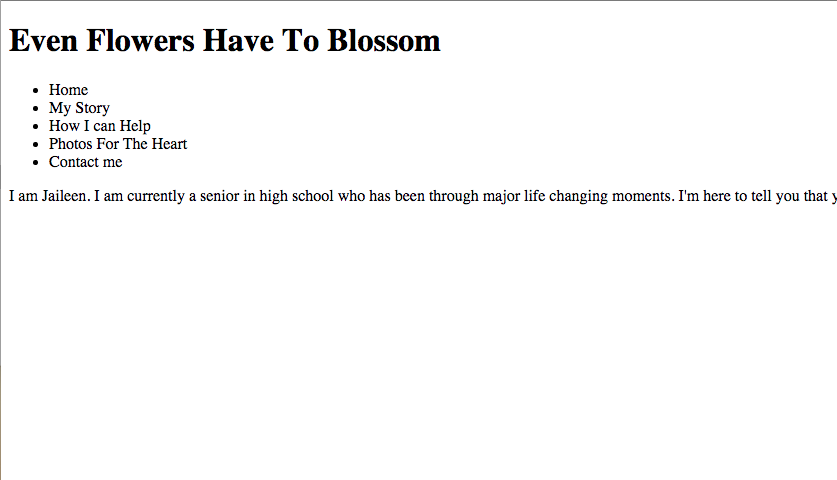 Even Flowers Have To Blossom
Home
My Story
How I can Help
Photos For The Heart
Contact me
I am Jaileen. I am currently a senior in high school who has been through major life changing moments. I'm here to tell you that